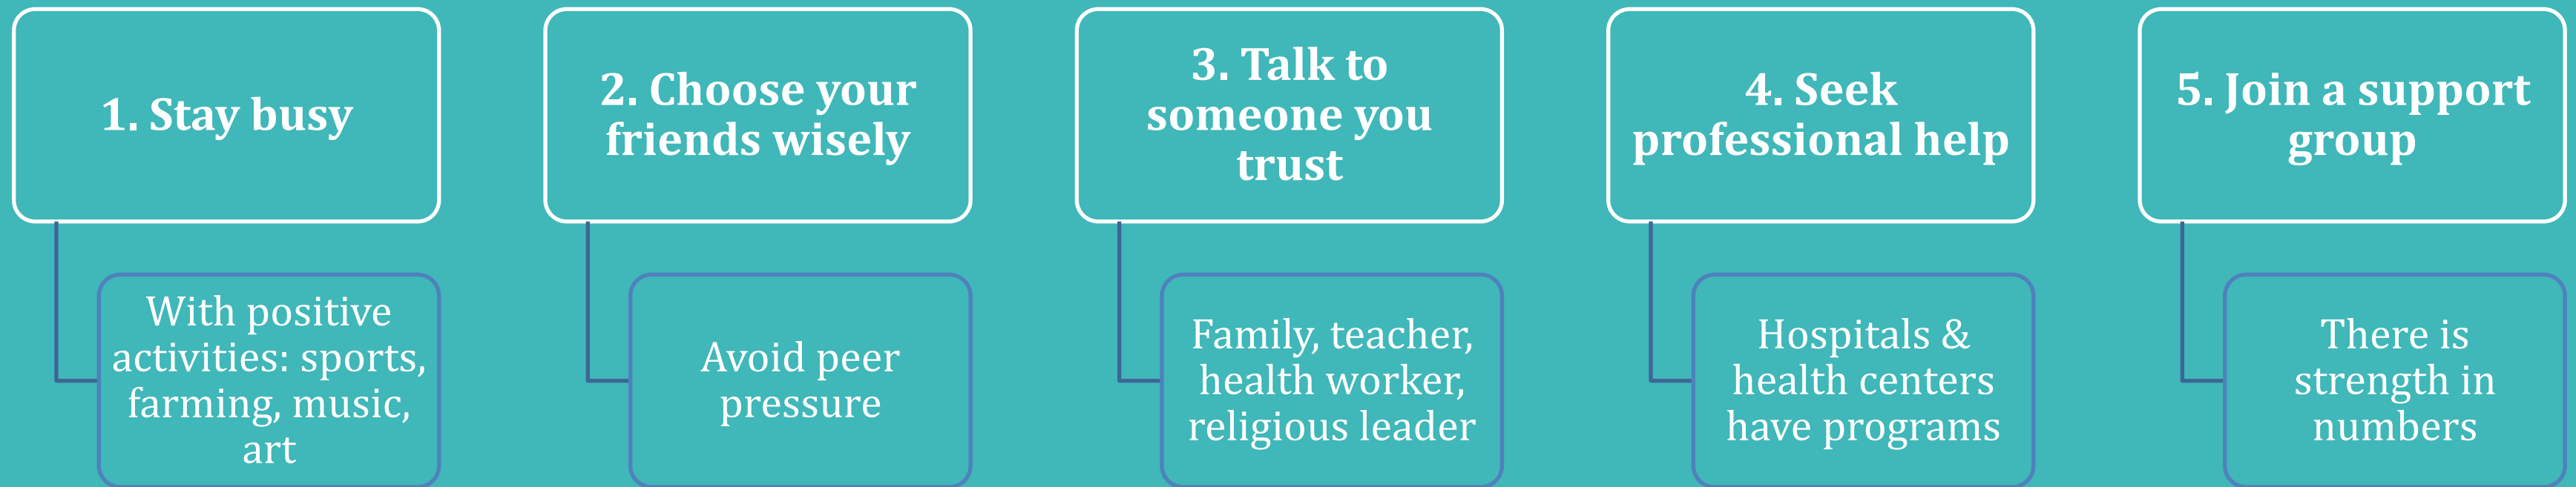 1. Stay busy
With positive
activities: sports,
farming, music,
art
2. Choose your
friends wisely
Avoid peer
pressure
3. Talk to
someone you
trust
Family, teacher,
health worker,
religious leader
4. Seek
professional help
Hospitals &
health centers
have programs
5. Join a support
group
There is
strength in
numbers